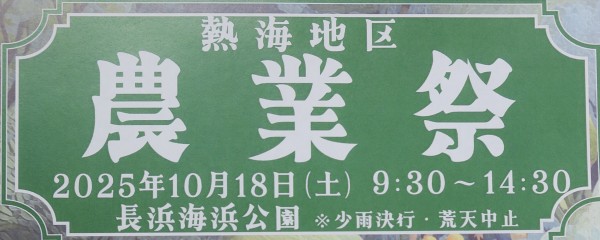 熱海地区
農業祭
2025年10月18日(土) 9:30～14:30
長浜海浜公園 ※少雨決行・荒天中止